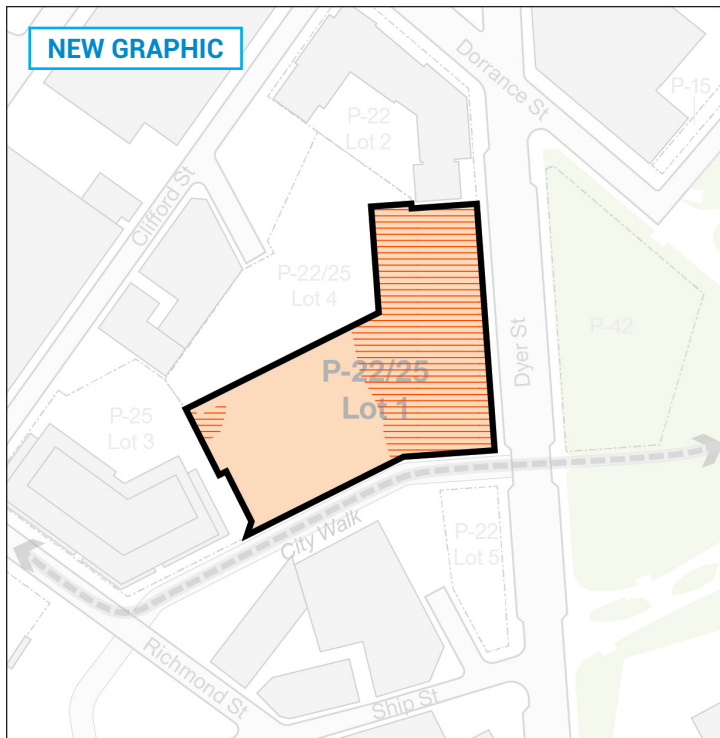 NEW GRAPHIC
Dorrance St
P-15
P-22
Lot 2
Clifford St
P-22/25
Lot 4
P-42
Dyer St
P-22/25
Lot 1
P-25
Lot 3
City Walk
P-22
Lot 5
Richmond St
Ship St